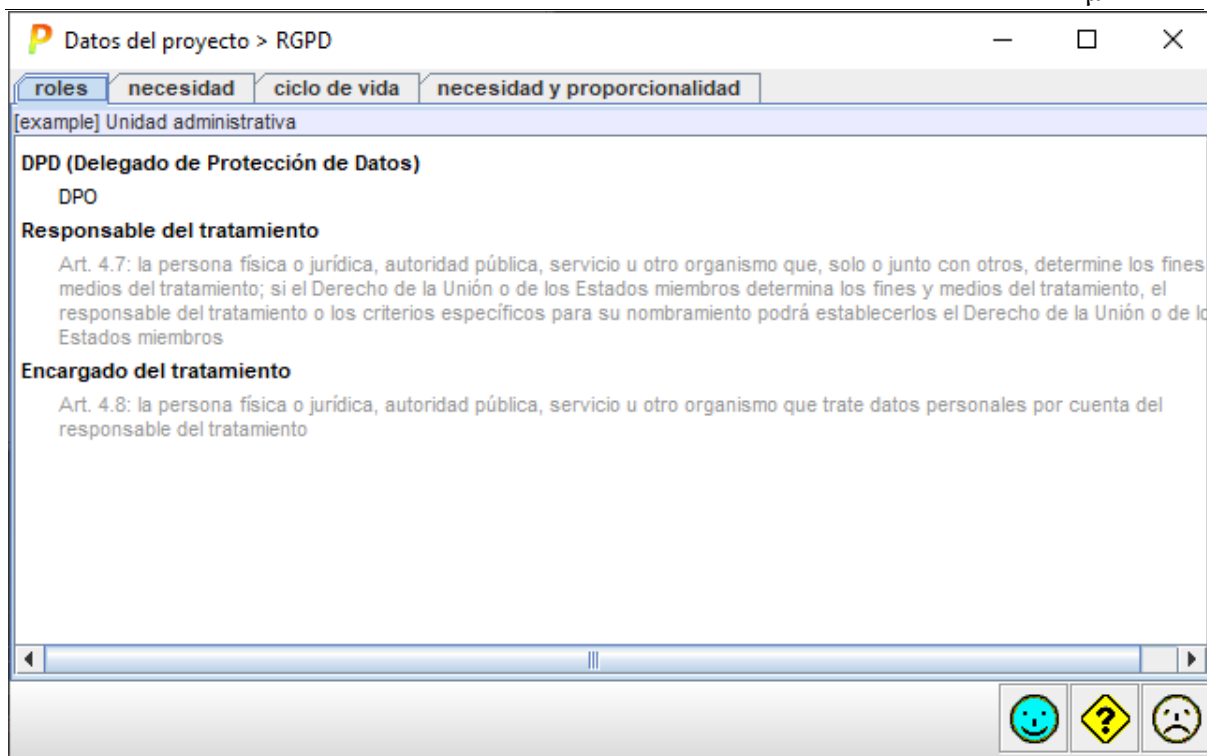 P Datos del proyecto > RGPD
roles necesidad ciclo de vida necesidad y proporcionalidad
[example] Unidad administrativa
DPD (Delegado de Protección de Datos)
DPO
Responsable del tratamiento
Art. 4.7: la persona física o jurídica, autoridad pública, servicio u otro organismo que, solo o junto con otros, determine los fines
medios del tratamiento; si el Derecho de la Unión o de los Estados miembros determina los fines y medios del tratamiento, el
responsable del tratamiento o los criterios específicos para su nombramiento podrá establecerlos el Derecho de la Unión o de
Estados miembros
Encargado del tratamiento
Art. 4.8: la persona física o jurídica, autoridad pública, servicio u otro organismo que trate datos personales por cuenta del
responsable del tratamiento
?